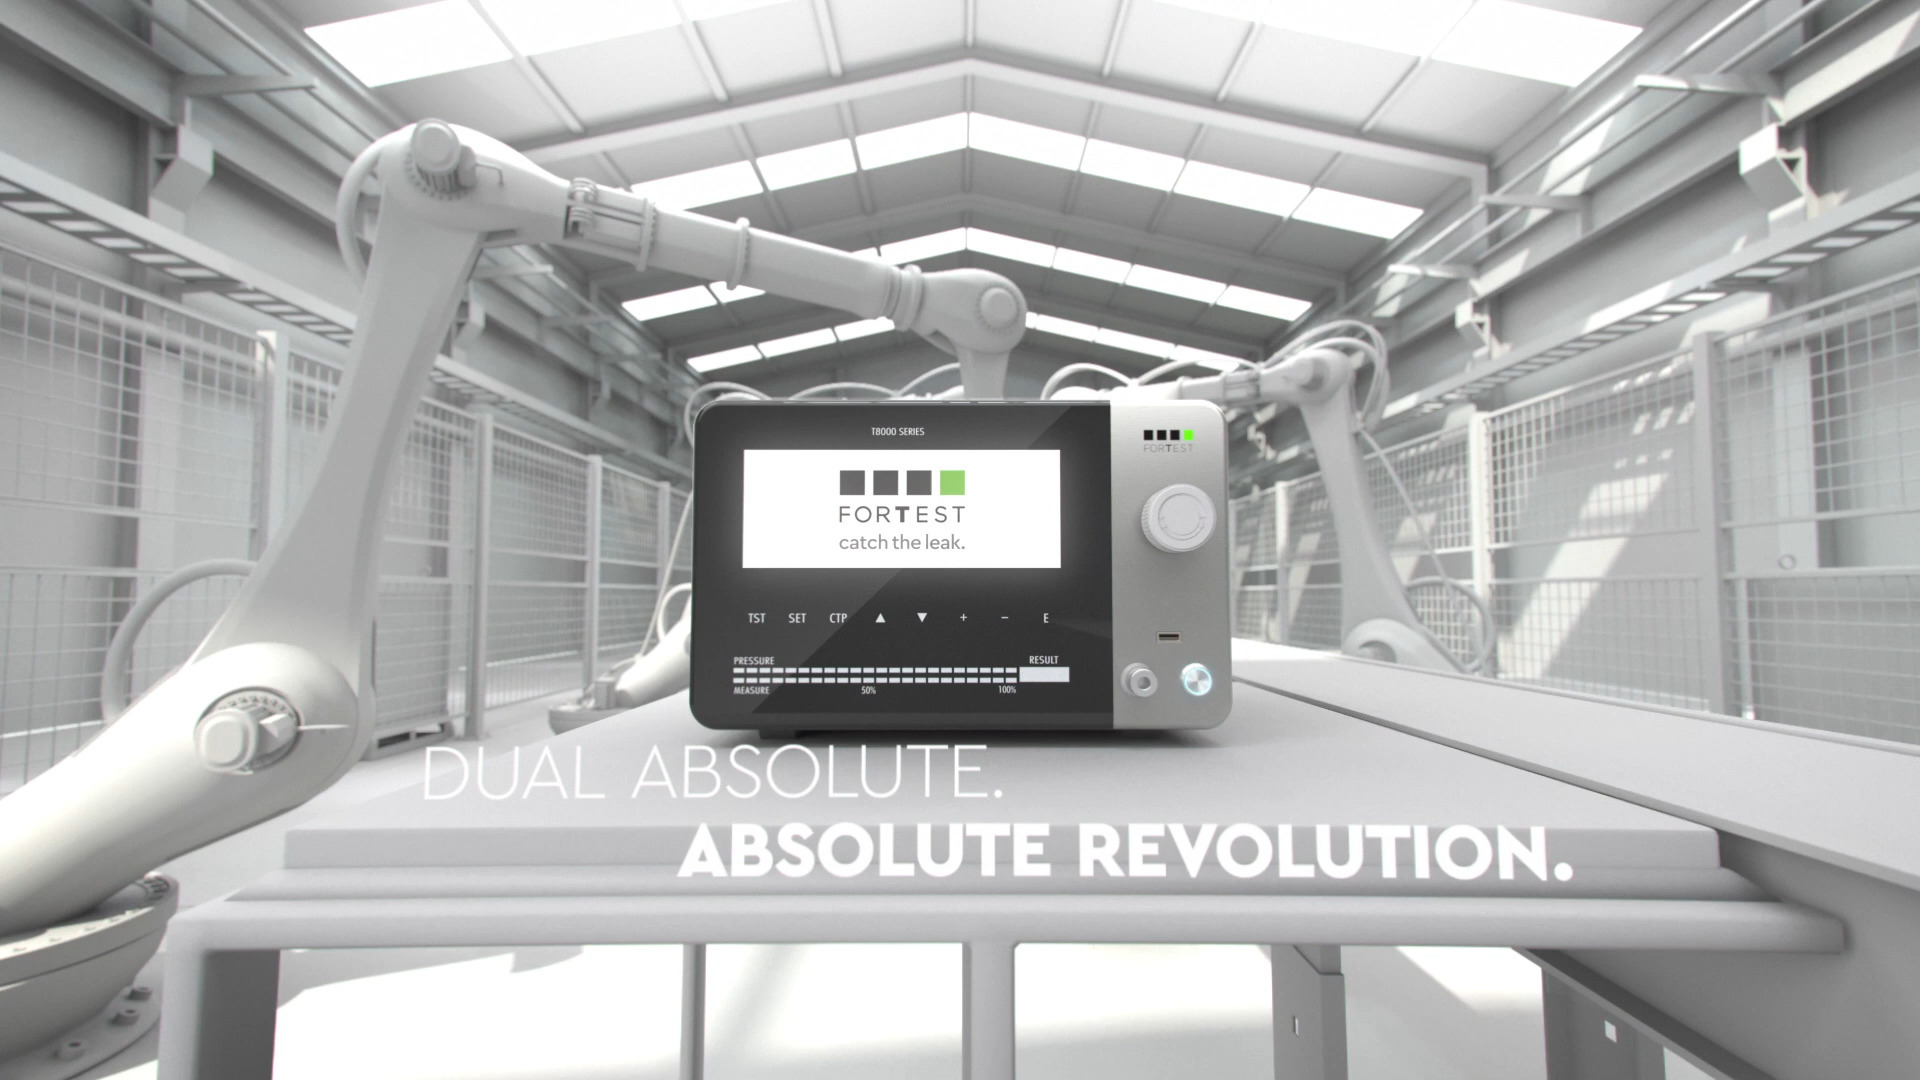 T8000 SERIES
FORTEST
FORTEST
catch the leak.
TST SET CTP ▲ ▼ + − E
PRESSURE
RESULT
MEASURE 50% 100%
DUAL ABSOLUTE.
ABSOLUTE REVOLUTION.